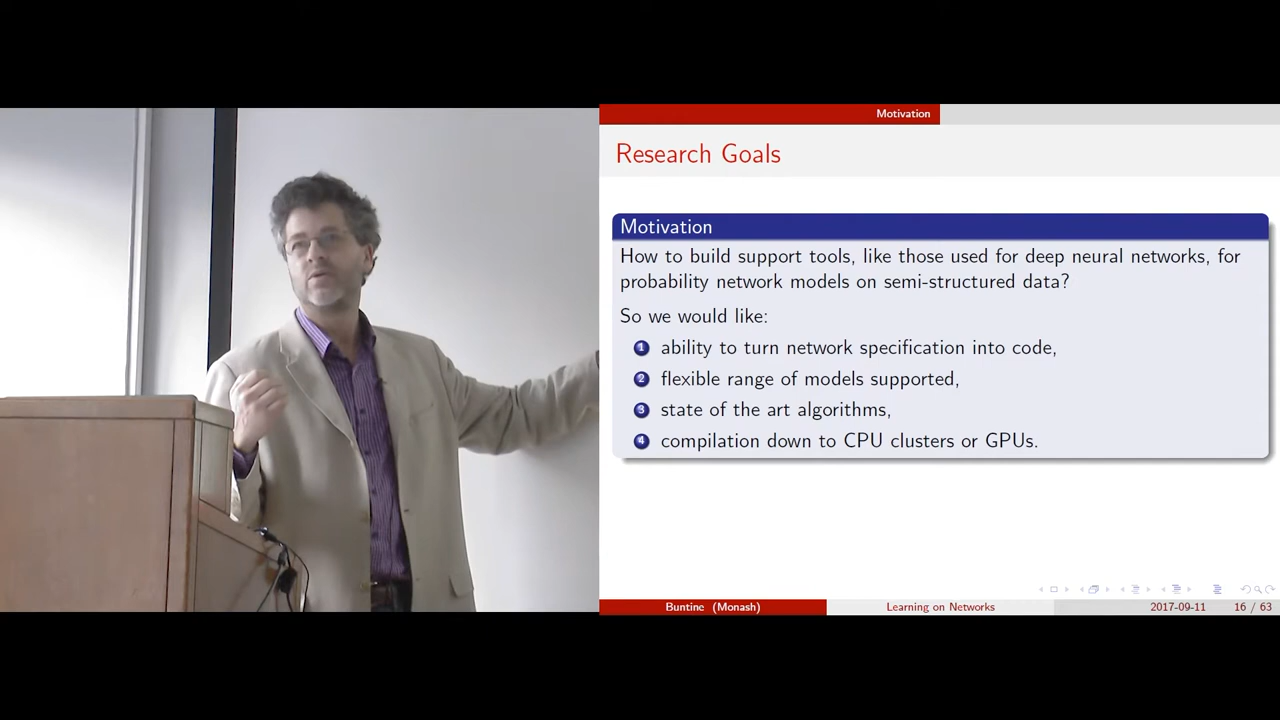 Motivation
Research Goals
Motivation
How to build support tools, like those used for deep neural networks, for
probability network models on semi-structured data?
So we would like:
1 ability to turn network specification into code,
2 flexible range of models supported,
3 state of the art algorithms,
4 compilation down to CPU clusters or GPUs.
Buntine (Monash) Learning on Networks 2017-09-11 16 / 63